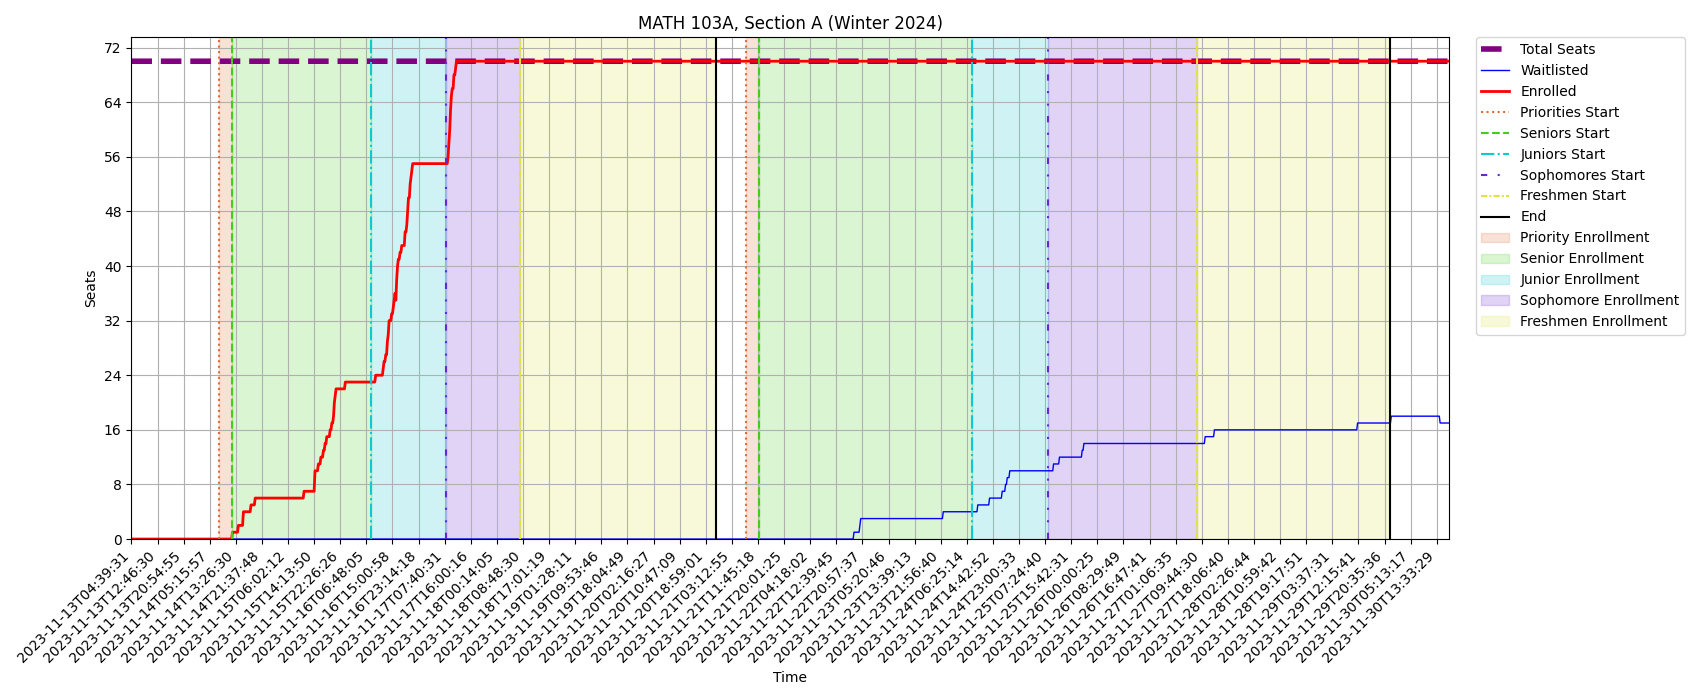 MATH 103A, Section A (Winter 2024)
72
64
56
48
40
32
24
16
8
0
Seats
2023-11-13T04:39:31
2023-11-13T12:46:30
2023-11-13T20:54:55
2023-11-14T05:15:57
2023-11-14T13:26:30
2023-11-14T21:37:48
2023-11-15T06:02:12
2023-11-15T14:13:50
2023-11-15T22:26:26
2023-11-16T06:48:05
2023-11-16T15:00:58
2023-11-16T23:14:18
2023-11-17T07:40:31
2023-11-17T16:00:16
2023-11-18T00:14:05
2023-11-18T08:48:30
2023-11-18T17:01:19
2023-11-19T01:28:11
2023-11-19T09:53:46
2023-11-19T18:04:49
2023-11-20T02:16:27
2023-11-20T10:47:09
2023-11-20T18:59:01
2023-11-21T03:12:55
2023-11-21T11:45:18
2023-11-21T20:01:25
2023-11-22T04:18:02
2023-11-22T12:39:45
2023-11-22T20:57:37
2023-11-23T05:20:46
2023-11-23T13:39:13
2023-11-23T21:56:40
2023-11-24T06:25:14
2023-11-24T14:42:52
2023-11-24T23:00:33
2023-11-25T07:24:40
2023-11-25T15:42:31
2023-11-26T00:00:25
2023-11-26T08:29:49
2023-11-26T16:47:41
2023-11-27T01:06:35
2023-11-27T09:44:30
2023-11-27T18:06:40
2023-11-28T02:26:44
2023-11-28T10:59:42
2023-11-28T19:17:51
2023-11-29T03:37:31
2023-11-29T12:15:41
2023-11-29T20:35:36
2023-11-30T05:13:17
2023-11-30T13:33:29
Time
Total Seats
Waitlisted
Enrolled
Priorities Start
Seniors Start
Juniors Start
Sophomores Start
Freshmen Start
End
Priority Enrollment
Senior Enrollment
Junior Enrollment
Sophomore Enrollment
Freshmen Enrollment